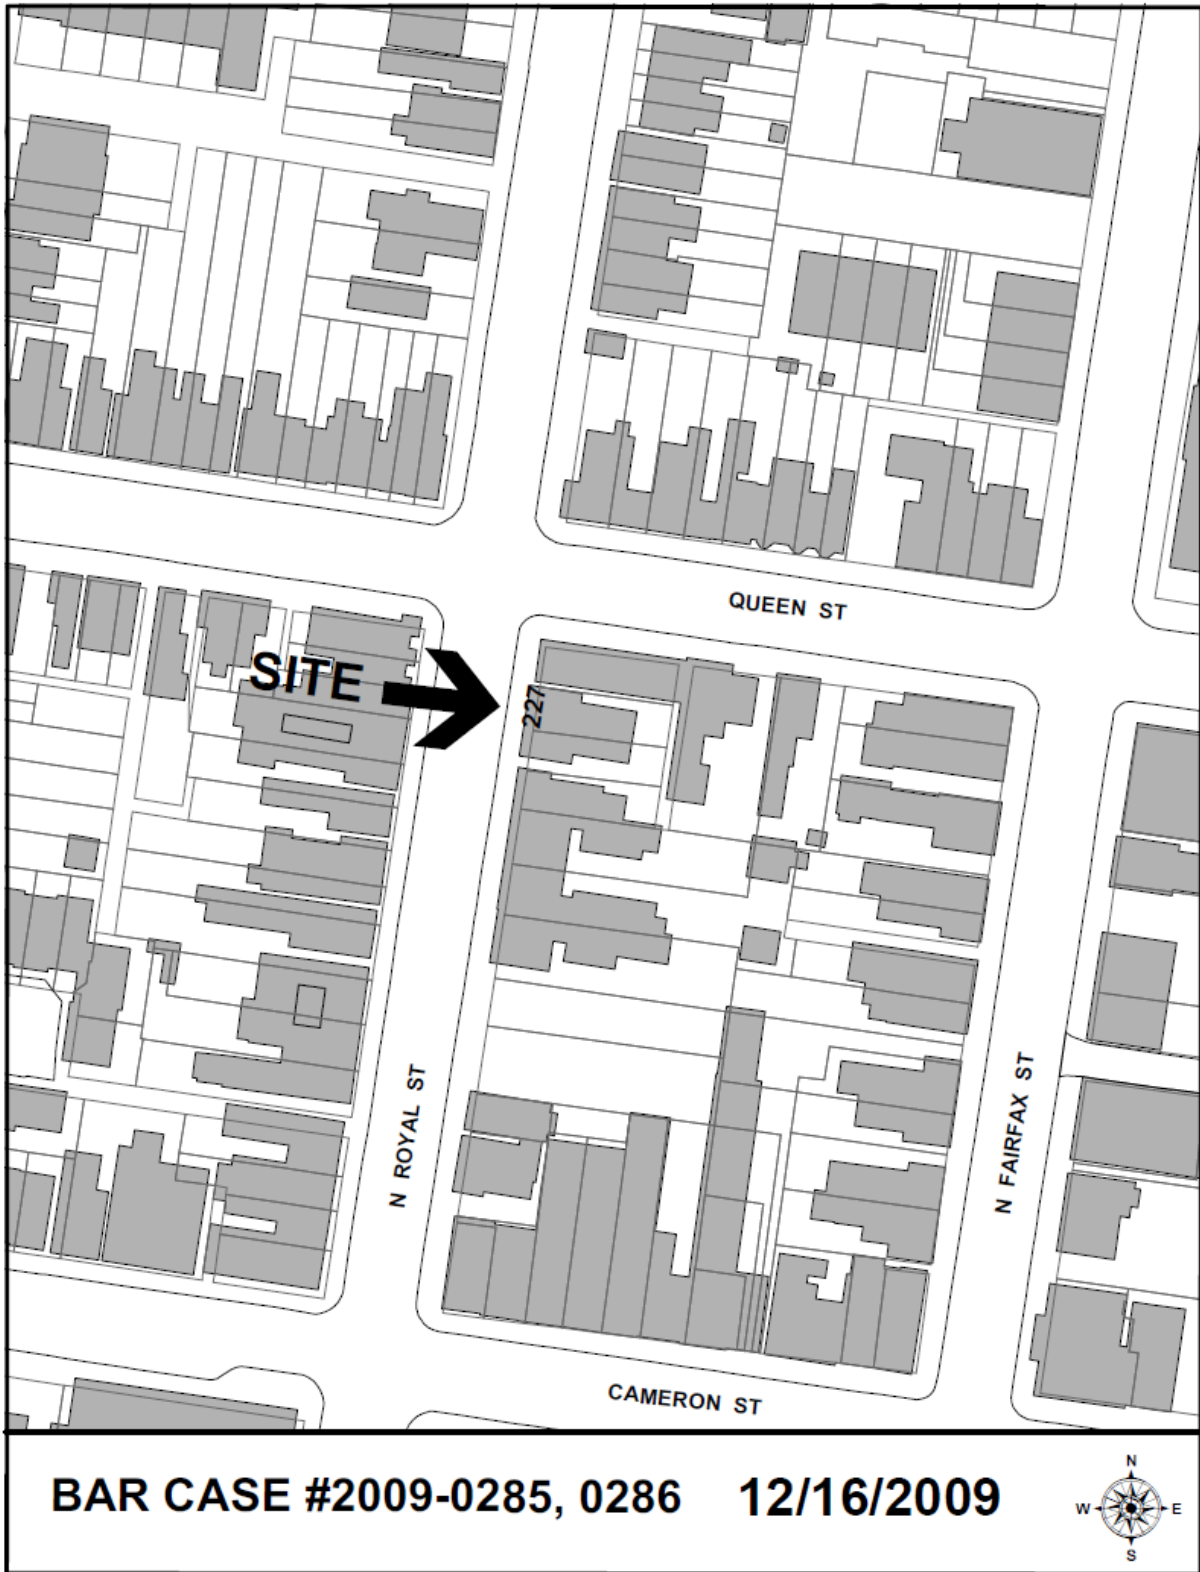 QUEEN ST
SITE
227
N ROYAL ST
N FAIRFAX ST
CAMERON ST
BAR CASE #2009-0285, 0286 12/16/2009
N
W E
S